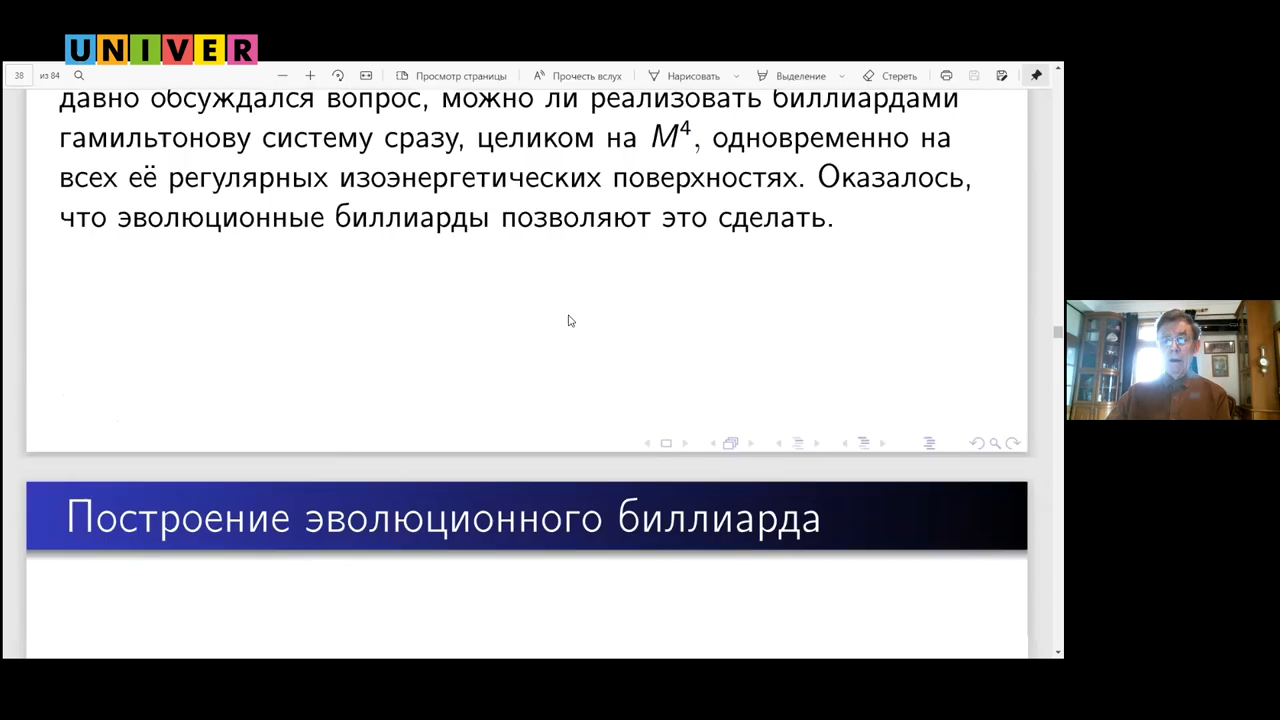 UNIVER
38 из 84 Просмотр страницы Прочесть вслух Нарисовать Выделение Стереть
давно обсуждался вопрос, можно ли реализовать биллиардами
гамильтонову систему сразу, целиком на M⁴, одновременно на
всех её регулярных изоэнергетических поверхностях. Оказалось,
что эволюционные биллиарды позволяют это сделать.
Построение эволюционного биллиарда